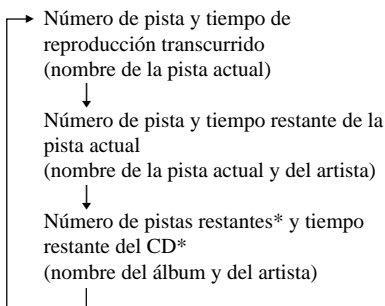 Número de pista y tiempo de
reproducción transcurrido
(nombre de la pista actual)
Número de pista y tiempo restante de la
pista actual
(nombre de la pista actual y del artista)
Número de pistas restantes* y tiempo
restante del CD*
(nombre del álbum y del artista)